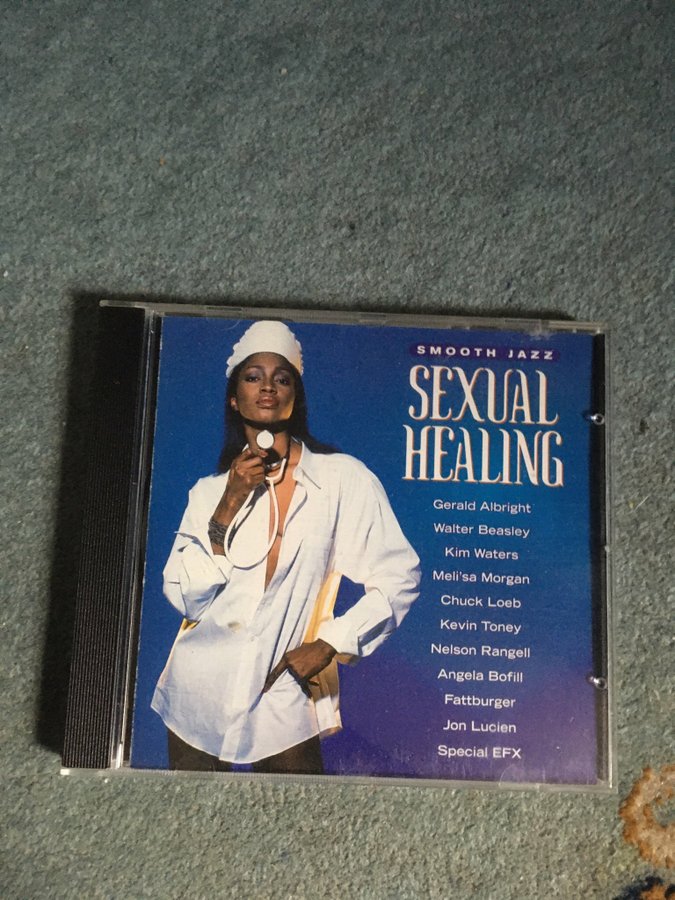 SMOOTH JAZZ
SEXUAL
HEALING
Gerald Albright
Walter Beasley
Kim Waters
Meli'sa Morgan
Chuck Loeb
Kevin Toney
Nelson Rangell
Angela Bofill
Fattburger
Jon Lucien
Special EFX